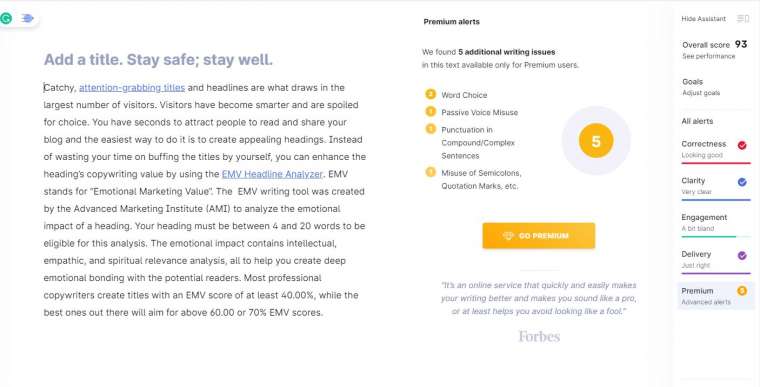 Add a title. Stay safe; stay well.
Catchy, attention-grabbing titles and headlines are what draws in the
largest number of visitors. Visitors have become smarter and are spoiled
for choice. You have seconds to attract people to read and share your
blog and the easiest way to do it is to create appealing headings. Instead
of wasting your time on buffing the titles by yourself, you can enhance the
heading's copywriting value by using the EMV Headline Analyzer. EMV
stands for "Emotional Marketing Value". The EMV writing tool was created
by the Advanced Marketing Institute (AMI) to analyze the emotional
impact of a heading. Your heading must be between 4 and 20 words to be
eligible for this analysis. The emotional impact contains intellectual,
empathic, and spiritual relevance analysis, all to help you create deep
emotional bonding with the potential readers. Most professional
copywriters create titles with an EMV score of at least 40.00%, while the
best ones out there will aim for above 60.00 or 70% EMV scores.
Premium alerts
We found 5 additional writing issues
in this text available only for Premium users.
2 Word Choice
1 Passive Voice Misuse
1 Punctuation in
Compound/Complex
Sentences
1 Misuse of Semicolons,
Quotation Marks, etc.
5
GO PREMIUM
"It's an online service that quickly and easily makes
your writing better and makes you sound like a pro,
or at least helps you avoid looking like a fool."
Forbes
Hide Assistant
Overall score 93
See performance
Goals
Adjust goals
All alerts
Correctness
Looking good
Clarity
Very clear
Engagement
A bit bland
Delivery
Just right
Premium 5
Advanced alerts